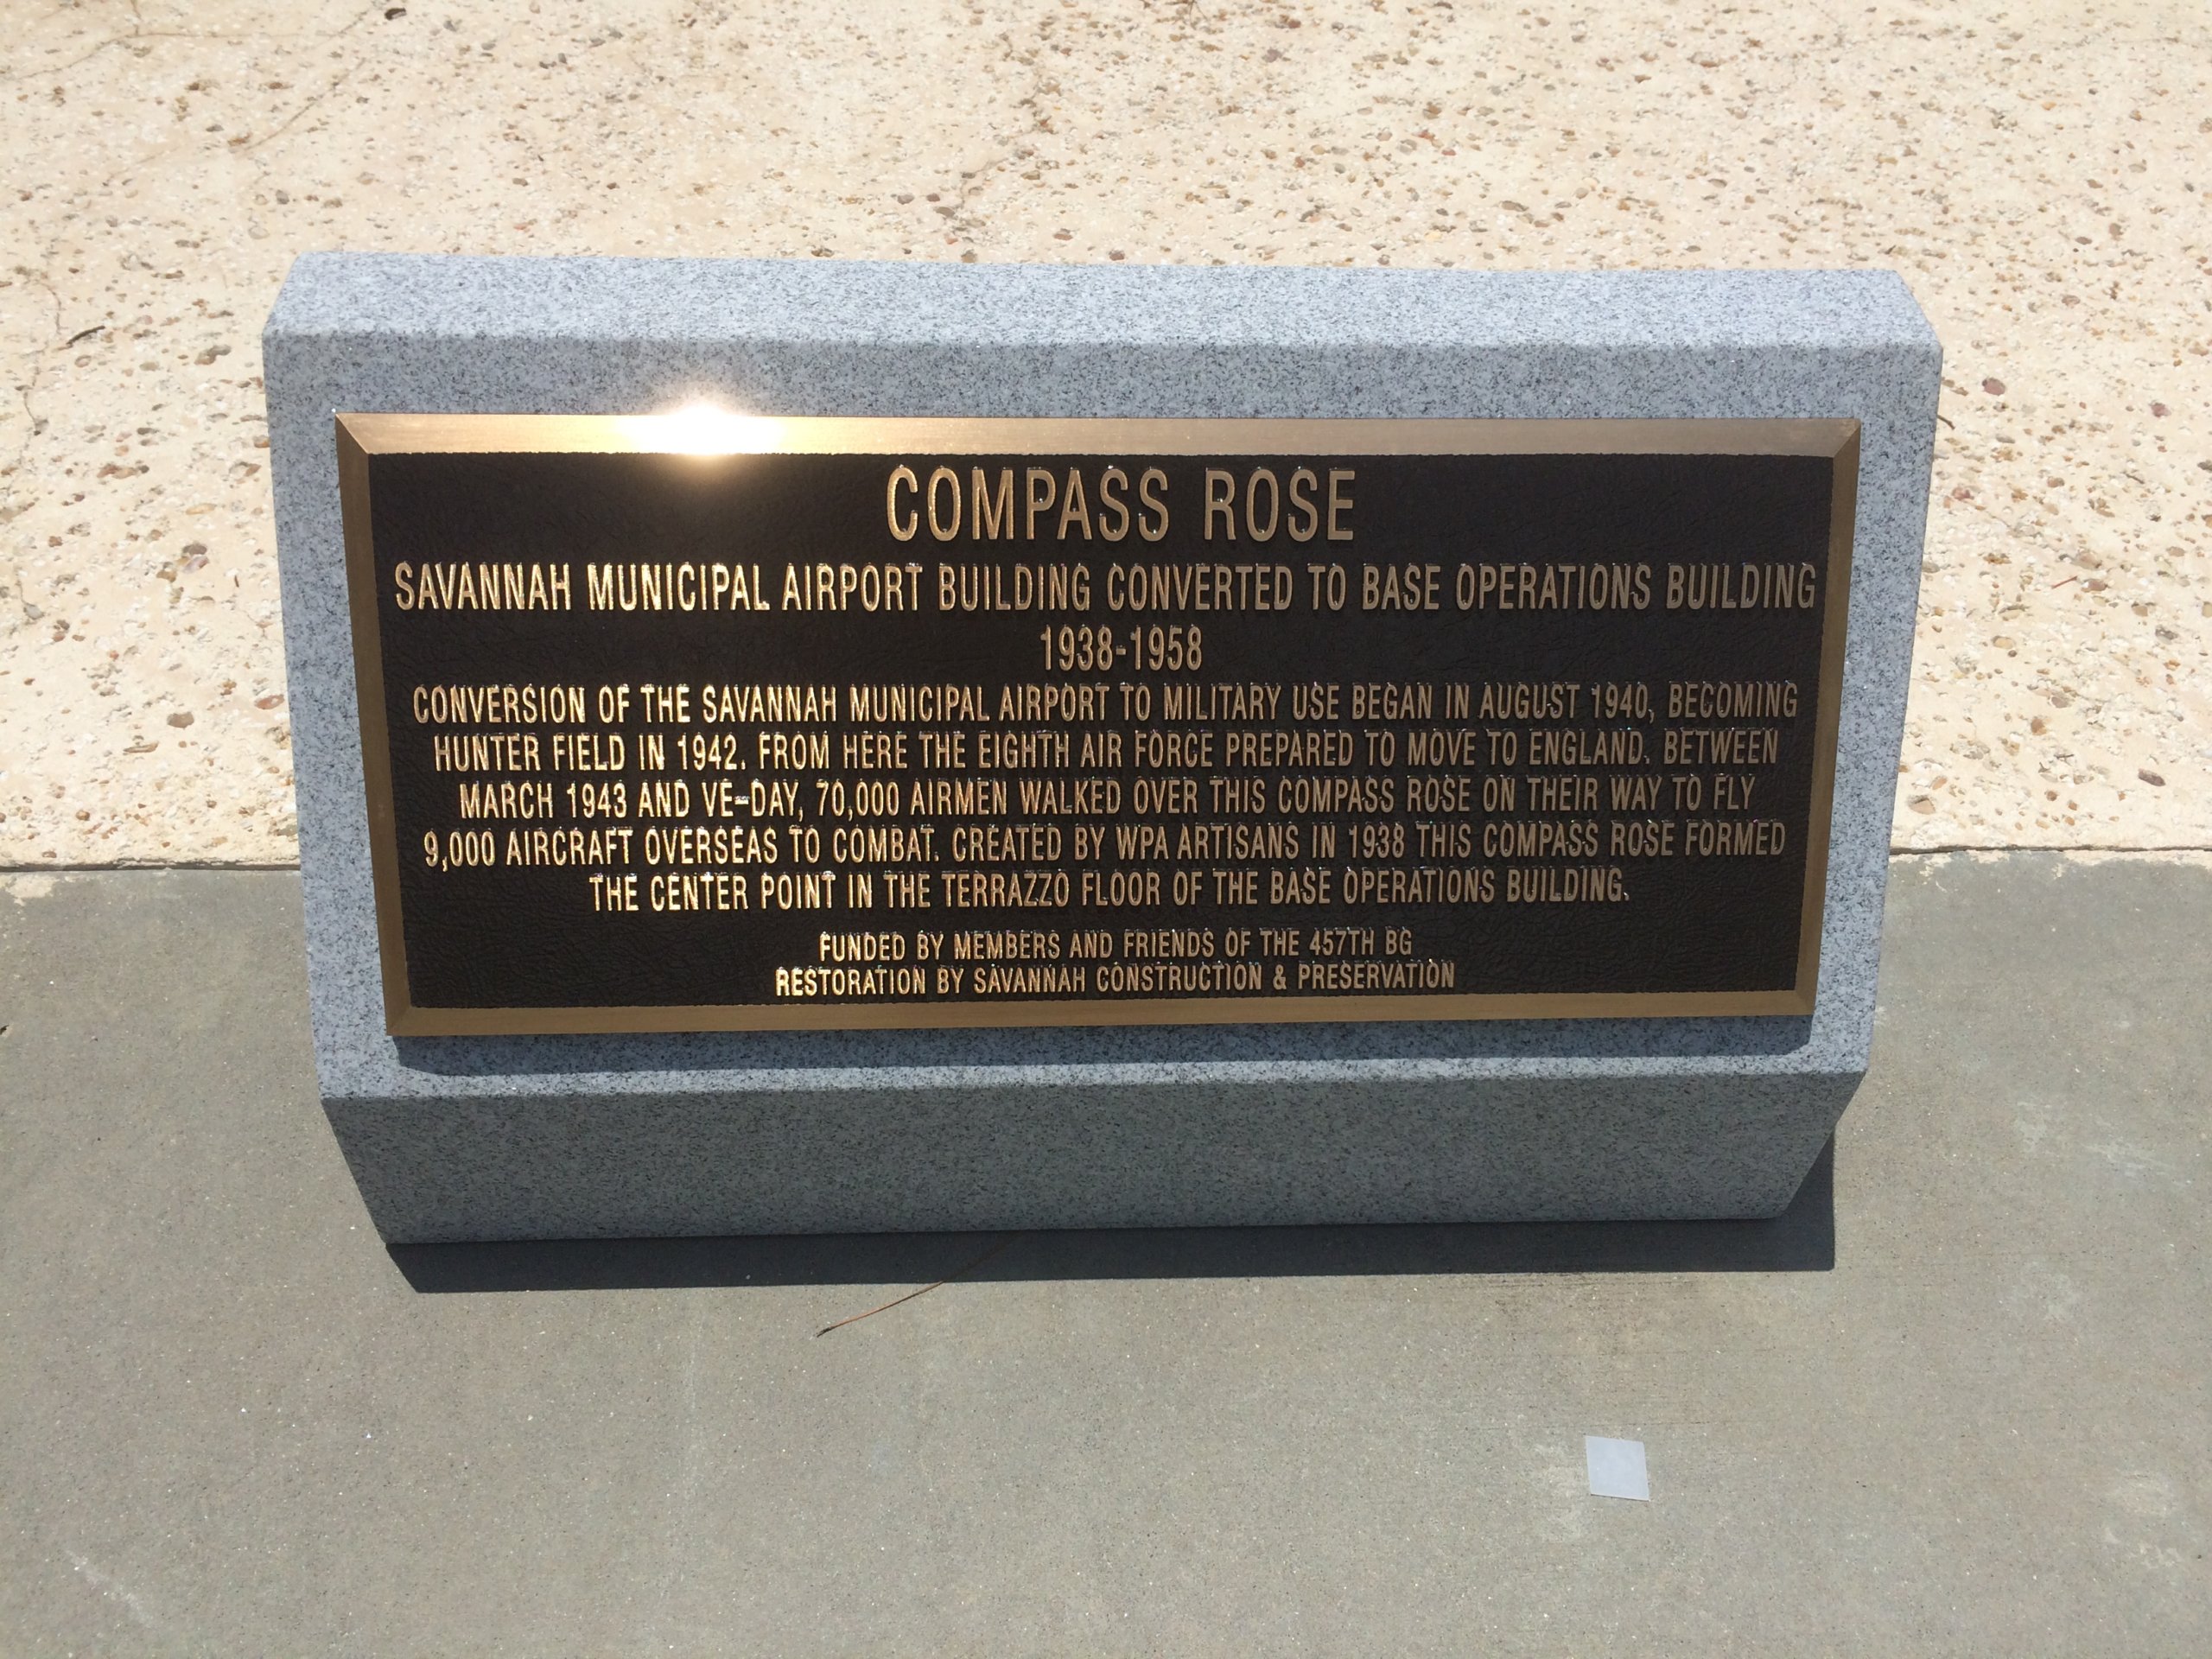 COMPASS ROSE
SAVANNAH MUNICIPAL AIRPORT BUILDING CONVERTED TO BASE OPERATIONS BUILDING
1938-1958
CONVERSION OF THE SAVANNAH MUNICIPAL AIRPORT TO MILITARY USE BEGAN IN AUGUST 1940, BECOMING
HUNTER FIELD IN 1942. FROM HERE THE EIGHTH AIR FORCE PREPARED TO MOVE TO ENGLAND. BETWEEN
MARCH 1943 AND VE-DAY, 70,000 AIRMEN WALKED OVER THIS COMPASS ROSE ON THEIR WAY TO FLY
9,000 AIRCRAFT OVERSEAS TO COMBAT. CREATED BY WPA ARTISANS IN 1938 THIS COMPASS ROSE FORMED
THE CENTER POINT IN THE TERRAZZO FLOOR OF THE BASE OPERATIONS BUILDING.
FUNDED BY MEMBERS AND FRIENDS OF THE 457TH BG
RESTORATION BY SAVANNAH CONSTRUCTION & PRESERVATION